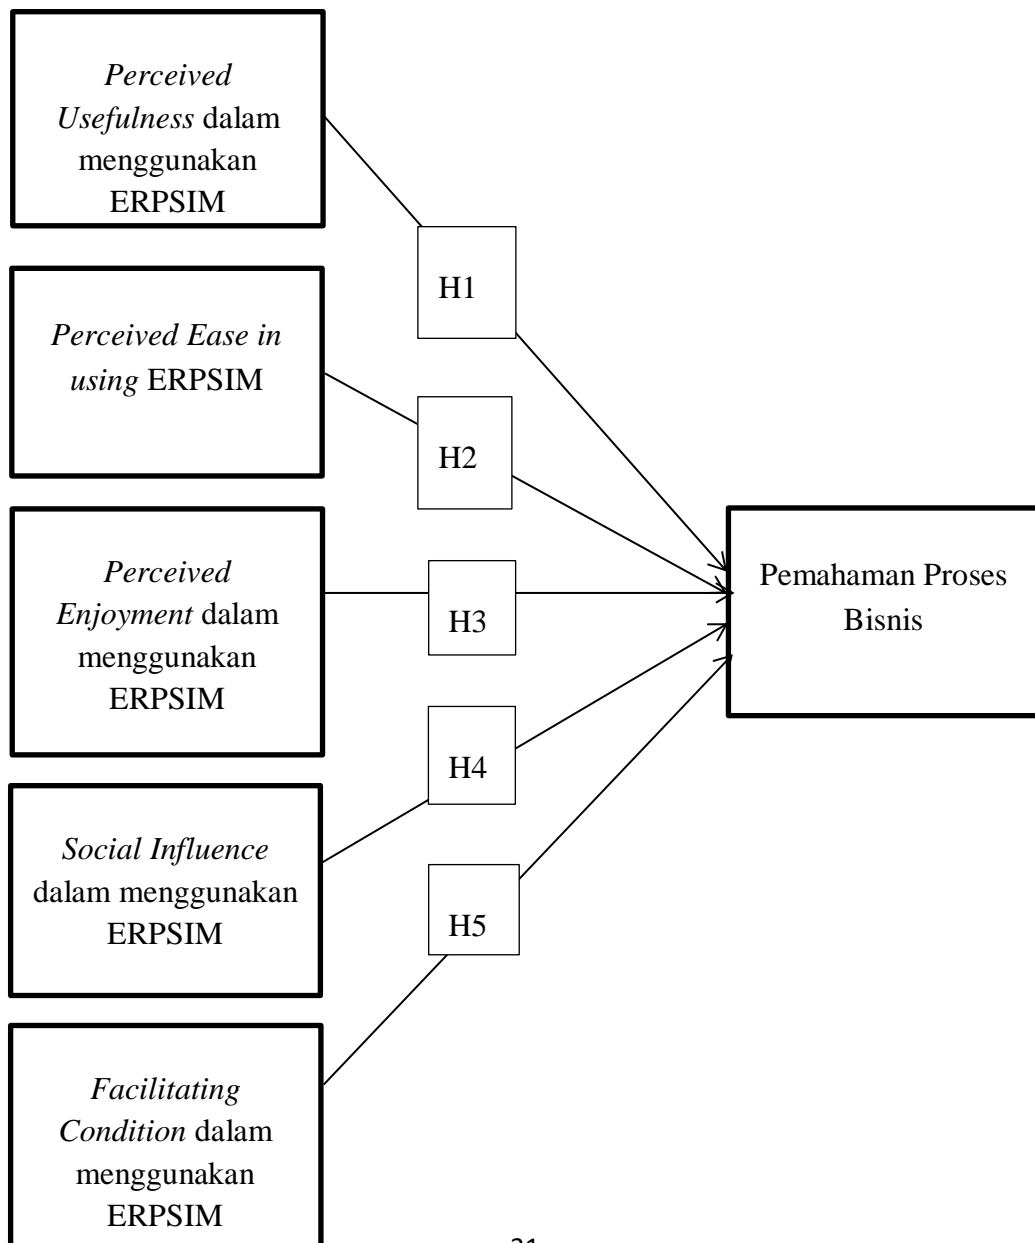 Perceived
Usefulness dalam
menggunakan
ERPSIM
H1
Perceived Ease in
using ERPSIM
H2
Perceived
Enjoyment dalam
menggunakan
ERPSIM
H3
Pemahaman Proses
Bisnis
H4
Social Influence
dalam menggunakan
ERPSIM
H5
Facilitating
Condition dalam
menggunakan
ERPSIM